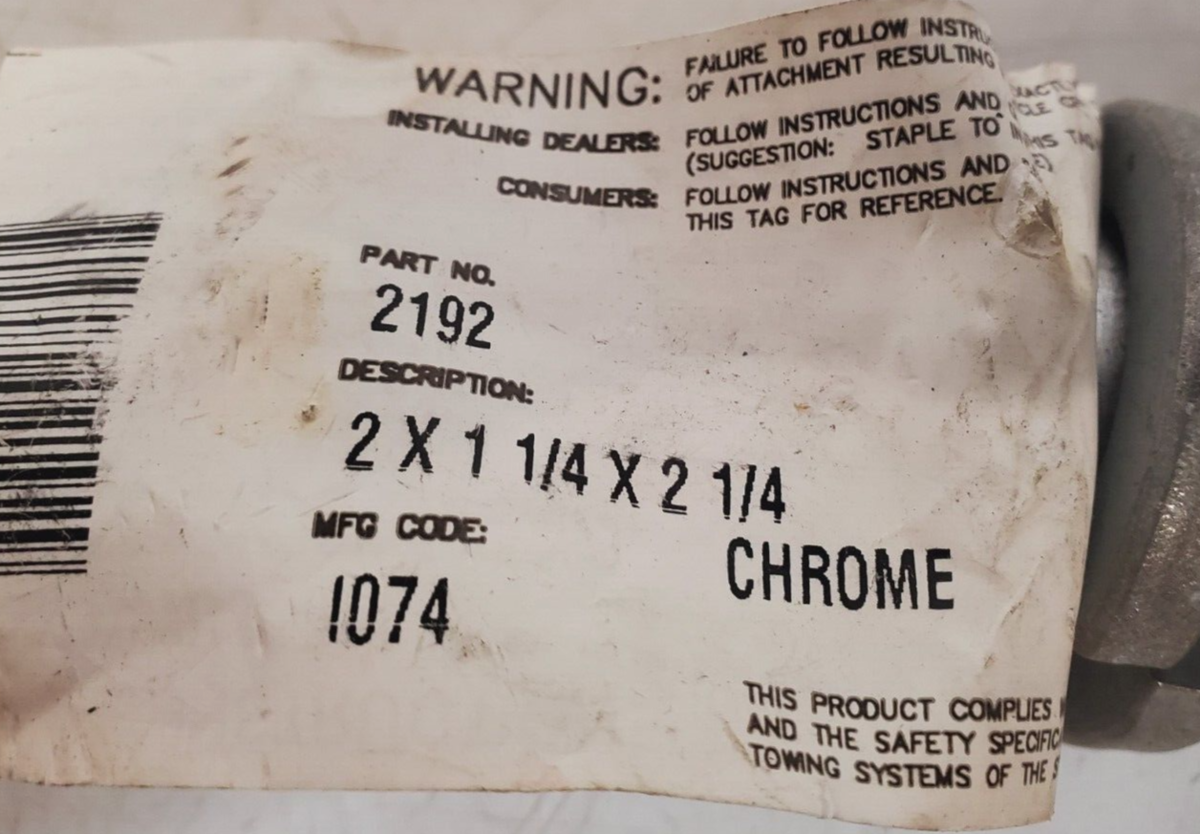 WARNING: FAILURE TO FOLLOW INSTRU
OF ATTACHMENT RESULTING
INSTALLING DEALERS: FOLLOW INSTRUCTIONS AND
(SUGGESTION: STAPLE TO
CONSUMERS: FOLLOW INSTRUCTIONS AND
THIS TAG FOR REFERENCE.
PART NO.
2192
DESCRIPTION:
2 X 1 1/4 X 2 1/4
CHROME
MFG CODE:
1074
THIS PRODUCT COMPLIES
AND THE SAFETY SPECIFIC
TOWING SYSTEMS OF THE